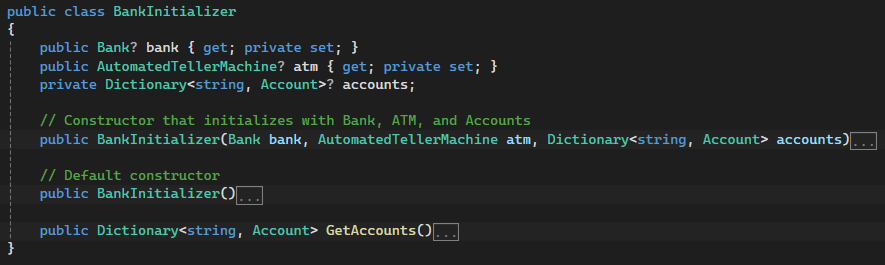 public class BankInitializer
{
public Bank? bank { get; private set; }
public AutomatedTellerMachine? atm { get; private set; }
private Dictionary<string, Account>? accounts;
// Constructor that initializes with Bank, ATM, and Accounts
public BankInitializer(Bank bank, AutomatedTellerMachine atm, Dictionary<string, Account> accounts)...
// Default constructor
public BankInitializer()...
public Dictionary<string, Account> GetAccounts()...
}